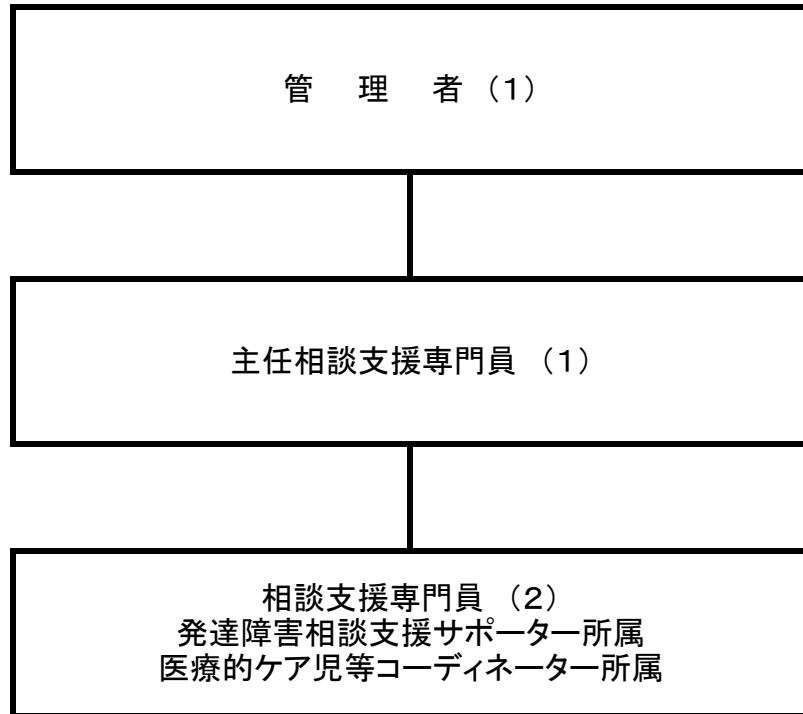 管　理　者（1）
主任相談支援専門員　（1）
相談支援専門員　（2）
発達障害相談支援サポーター所属
医療的ケア児等コーディネーター所属